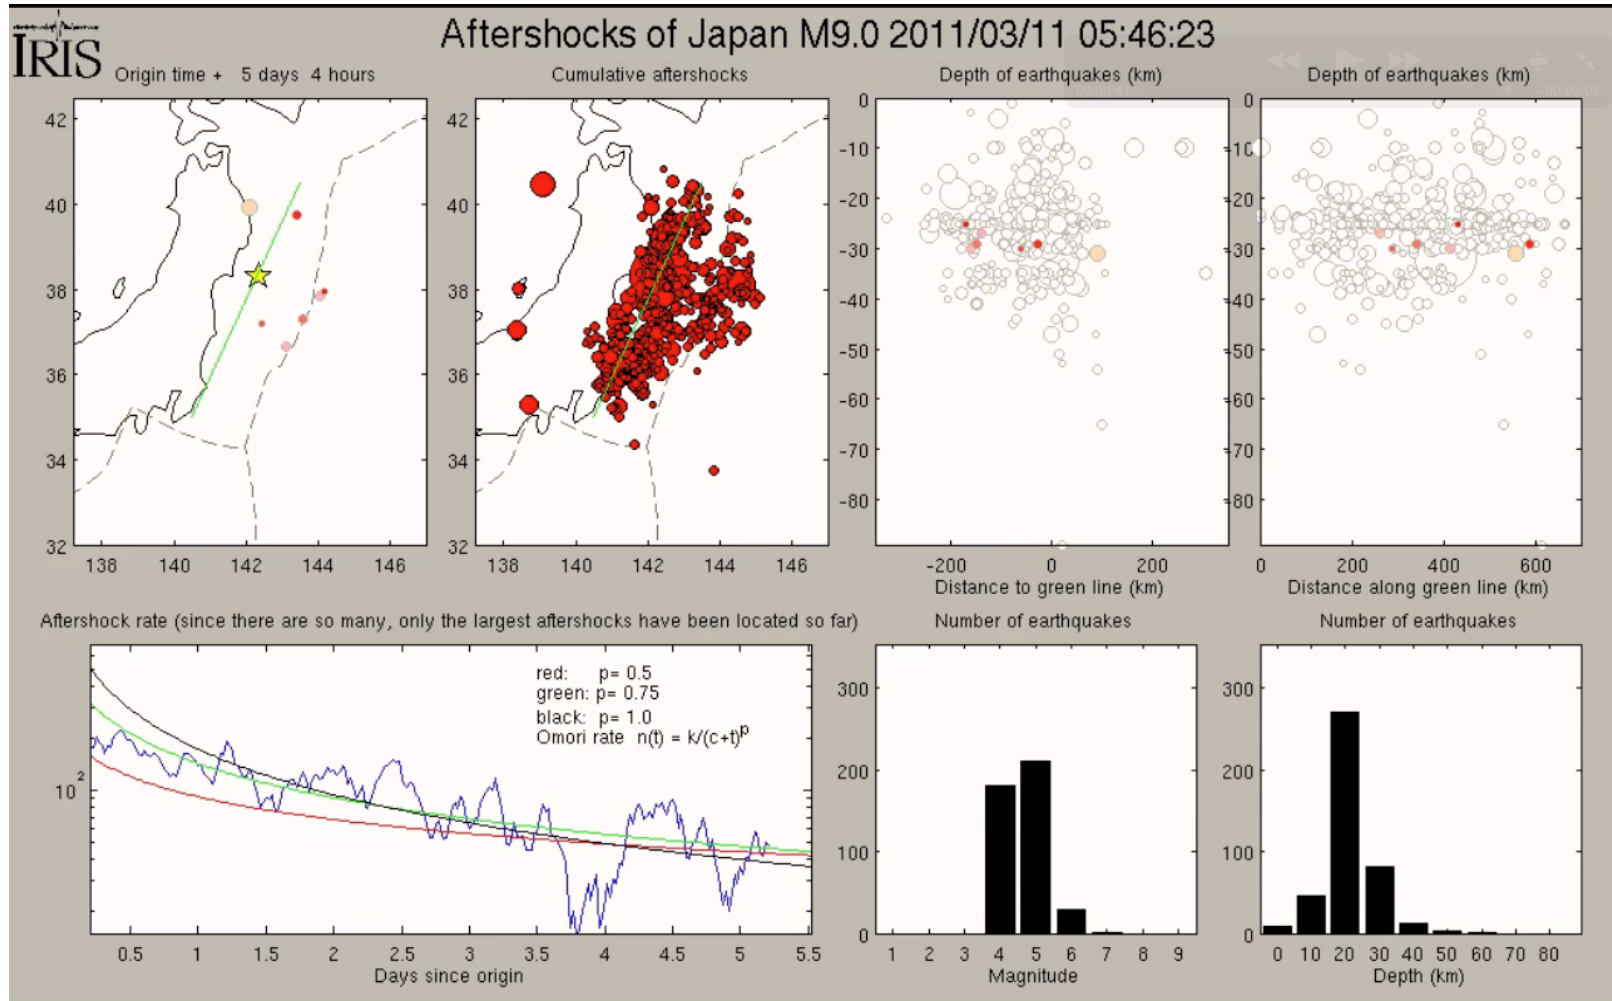 IRIS
Aftershocks of Japan M9.0 2011/03/11 05:46:23
Origin time + 5 days 4 hours
42
40
38
36
34
32
138 140 142 144 146
Cumulative aftershocks
42
40
38
36
34
32
138 140 142 144 146
Depth of earthquakes (km)
0
-10
-20
-30
-40
-50
-60
-70
-80
-200 0 200
Distance to green line (km)
Depth of earthquakes (km)
00:00:41
-00:00:02
0
-10
-20
-30
-40
-50
-60
-70
-80
0 200 400 600
Distance along green line (km)
Aftershock rate (since there are so many, only the largest aftershocks have been located so far)
red: p= 0.5
green: p= 0.75
black: p= 1.0
Omori rate n(t) = k/(c+t)^p
10^2
0.5 1 1.5 2 2.5 3 3.5 4 4.5 5 5.5
Days since origin
Number of earthquakes
300
200
100
0
1 2 3 4 5 6 7 8 9
Magnitude
Number of earthquakes
300
200
100
0
0 10 20 30 40 50 60 70 80
Depth (km)